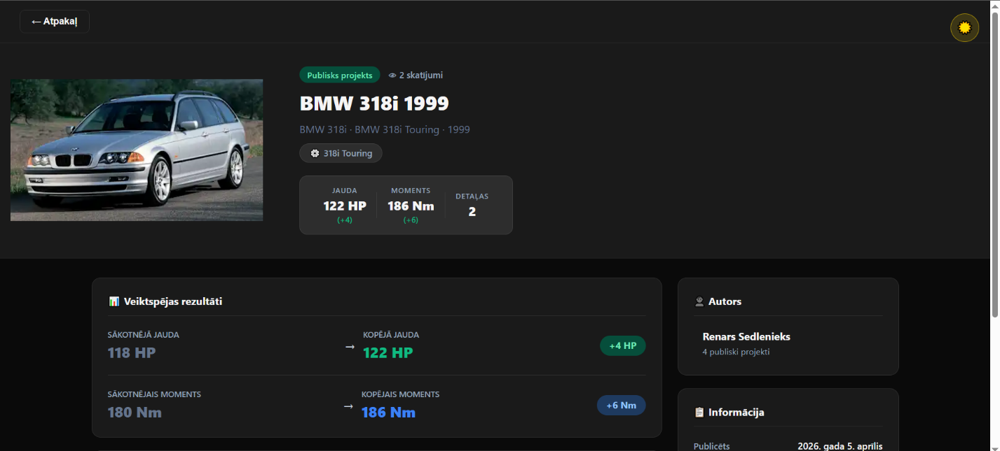 ← Atpakaļ
Publisks projekts
2 skatījumi
BMW 318i 1999
BMW 318i · BMW 318i Touring · 1999
318i Touring
JAUDA
122 HP
(+4)
MOMENTS
186 Nm
(+6)
DETAĻAS
2
Veiktspējas rezultāti
SĀKOTNĒJĀ JAUDA
118 HP
→
KOPĒJĀ JAUDA
122 HP
+4 HP
SĀKOTNĒJAIS MOMENTS
180 Nm
→
KOPĒJAIS MOMENTS
186 Nm
+6 Nm
Autors
Renars Sedlenieks
4 publiski projekti
Informācija
Publicēts 2026. gada 5. aprīlis